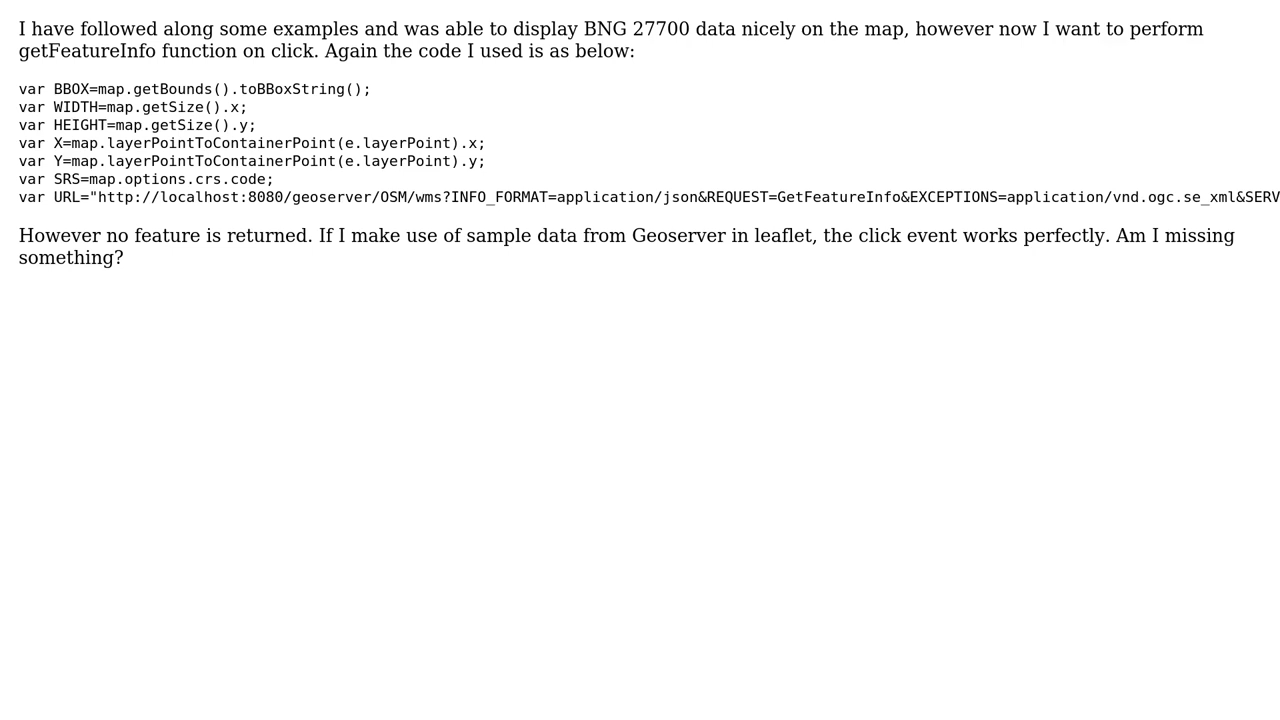 I have followed along some examples and was able to display BNG 27700 data nicely on the map, however now I want to perform
getFeatureInfo function on click. Again the code I used is as below:
var BBOX=map.getBounds().toBBoxString();
var WIDTH=map.getSize().x;
var HEIGHT=map.getSize().y;
var X=map.layerPointToContainerPoint(e.layerPoint).x;
var Y=map.layerPointToContainerPoint(e.layerPoint).y;
var SRS=map.options.crs.code;
var URL="http://localhost:8080/geoserver/OSM/wms?INFO_FORMAT=application/json&REQUEST=GetFeatureInfo&EXCEPTIONS=application/vnd.ogc.se_xml&SERV
However no feature is returned. If I make use of sample data from Geoserver in leaflet, the click event works perfectly. Am I missing
something?